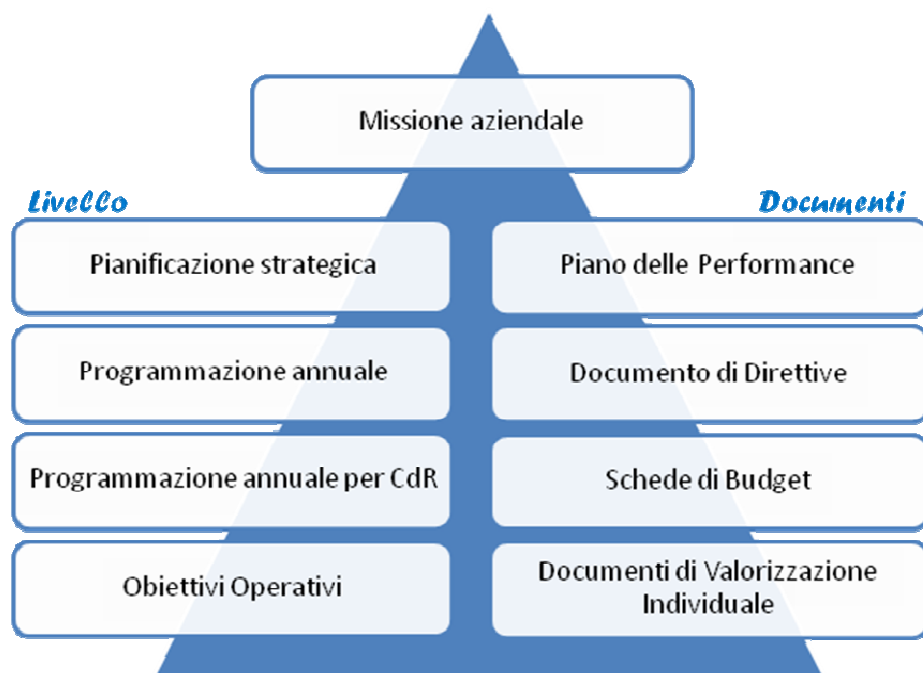 Missione aziendale
Livello
Documenti
Pianificazione strategica
Piano delle Performance
Programmazione annuale
Documento di Direttive
Programmazione annuale per CdR
Schede di Budget
Obiettivi Operativi
Documenti di Valorizzazione
Individuale